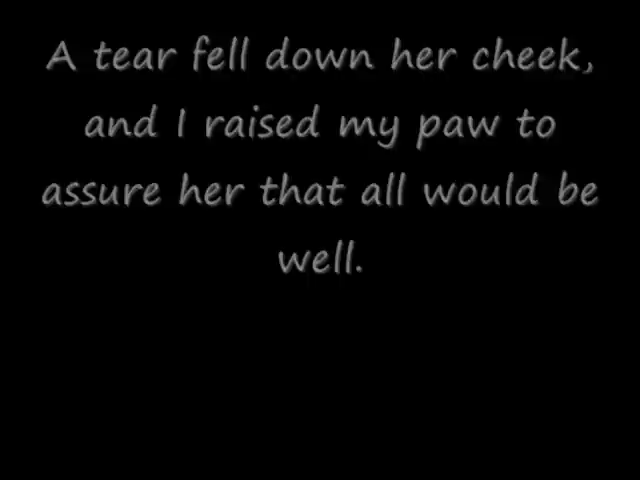 A tear fell down her cheek,
and I raised my paw to
assure her that all would be
well.